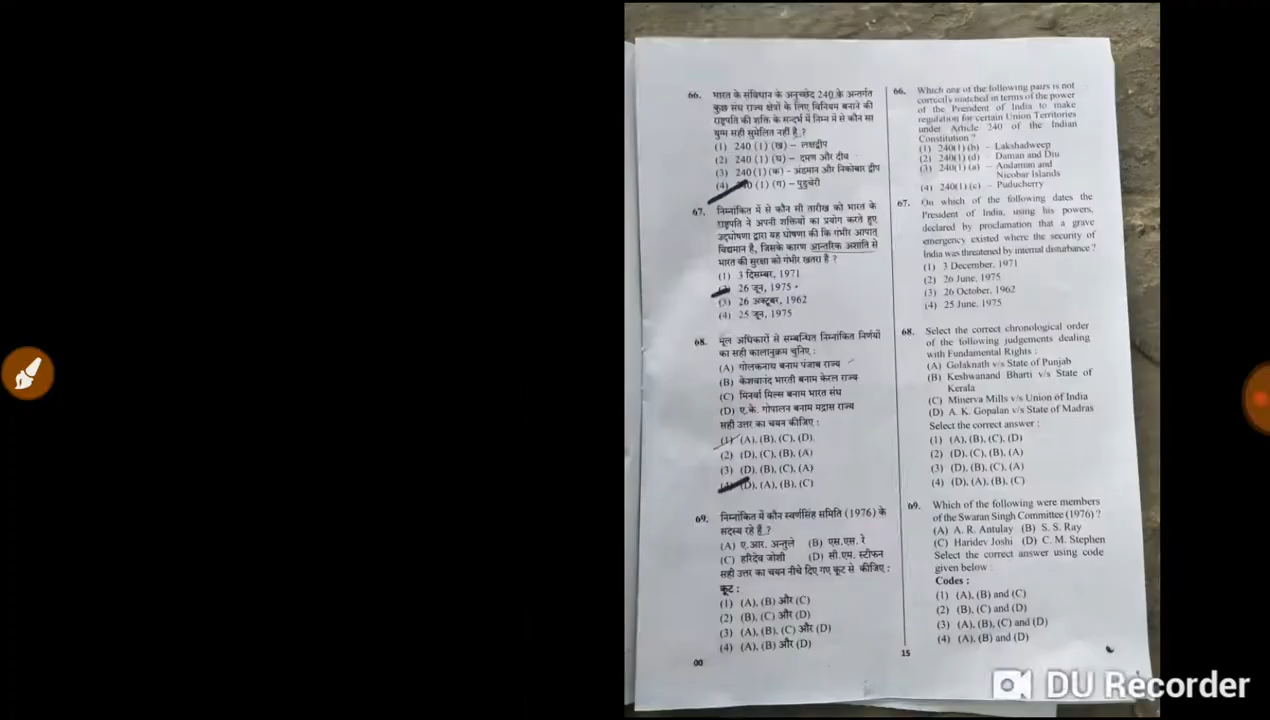 66. भारत के संविधान के अनुच्छेद 240 के अन्तर्गत
कुछ संघ राज्य क्षेत्रों के लिए विनियम बनाने की
राष्ट्रपति की शक्ति के सन्दर्भ में निम्न में से कौन सा
युग्म सही सुमेलित नहीं है ?
(1) 240 (1) (ख) – लक्षद्वीप
(2) 240 (1) (घ) – दमण और दीव
(3) 240 (1) (क) – अंडमान और निकोबार द्वीप
(4) (1) (ग) – पुडुचेरी
67. निम्नांकित में से कौन सी तारीख को भारत के
राष्ट्रपति ने अपनी शक्तियों का प्रयोग करते हुए
उद्घोषणा द्वारा यह घोषणा की कि गंभीर आपात्
विद्यमान है, जिसके कारण आन्तरिक अशांति से
भारत की सुरक्षा को गंभीर खतरा है ?
(1) 3 दिसम्बर, 1971
26 जून, 1975
(3) 26 अक्टूबर, 1962
(4) 25 जून, 1975
68. मूल अधिकारों से सम्बन्धित निम्नांकित निर्णयों
का सही कालानुक्रम चुनिए :
(A) गोलकनाथ बनाम पंजाब राज्य
(B) केशवानंद भारती बनाम केरल राज्य
(C) मिनर्वा मिल्स बनाम भारत संघ
(D) ए.के. गोपालन बनाम मद्रास राज्य
सही उत्तर का चयन कीजिए :
(1) (A), (B), (C), (D)
(2) (D), (C), (B), (A)
(3) (D), (B), (C), (A)
(D), (A), (B), (C)
69. निम्नांकित में कौन स्वर्णसिंह समिति (1976) के
सदस्य रहे हैं ?
(A) ए.आर. अन्तुले (B) एस.एस. रे
(C) हरिदेव जोशी (D) सी.एम. स्टीफन
सही उत्तर का चयन नीचे दिए गए कूट से कीजिए :
कूट :
(1) (A), (B) और (C)
(2) (B), (C) और (D)
(3) (A), (B), (C) और (D)
(4) (A), (B) और (D)
00
66. Which one of the following pairs is not
correctly matched in terms of the power
of the President of India to make
regulation for certain Union Territories
under Article 240 of the Indian
Constitution ?
(1) 240(1) (b) – Lakshadweep
(2) 240(1) (d) – Daman and Diu
(3) 240(1) (a) – Andaman and
Nicobar Islands
(4) 240(1) (c) – Puducherry
67. On which of the following dates the
President of India, using his powers,
declared by proclamation that a grave
emergency existed where the security of
India was threatened by internal disturbance ?
(1) 3 December, 1971
(2) 26 June, 1975
(3) 26 October, 1962
(4) 25 June, 1975
68. Select the correct chronological order
of the following judgements dealing
with Fundamental Rights :
(A) Golaknath v/s State of Punjab
(B) Keshwanand Bharti v/s State of
Kerala
(C) Minerva Mills v/s Union of India
(D) A. K. Gopalan v/s State of Madras
Select the correct answer :
(1) (A), (B), (C), (D)
(2) (D), (C), (B), (A)
(3) (D), (B), (C), (A)
(4) (D), (A), (B), (C)
69. Which of the following were members
of the Swaran Singh Committee (1976) ?
(A) A. R. Antulay (B) S. S. Ray
(C) Haridev Joshi (D) C. M. Stephen
Select the correct answer using code
given below :
Codes :
(1) (A), (B) and (C)
(2) (B), (C) and (D)
(3) (A), (B), (C) and (D)
(4) (A), (B) and (D)
15
DU Recorder